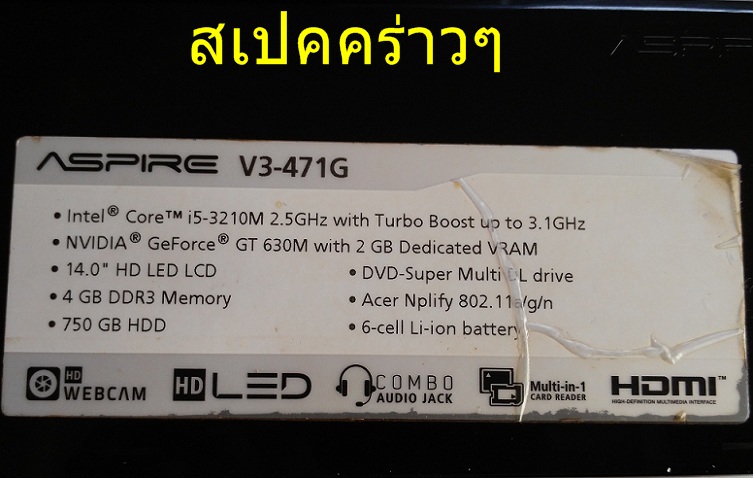 สเปคคร่าวๆ
ASPIRE
ASPIRE V3-471G
• Intel® Core™ i5-3210M 2.5GHz with Turbo Boost up to 3.1GHz
• NVIDIA® GeForce® GT 630M with 2 GB Dedicated VRAM
• 14.0" HD LED LCD • DVD-Super Multi DL drive
• 4 GB DDR3 Memory • Acer Nplify 802.11a/g/n
• 750 GB HDD • 6-cell Li-ion battery
HD WEBCAM HD LED COMBO AUDIO JACK Multi-in-1 CARD READER HDMI™
HIGH-DEFINITION MULTIMEDIA INTERFACE